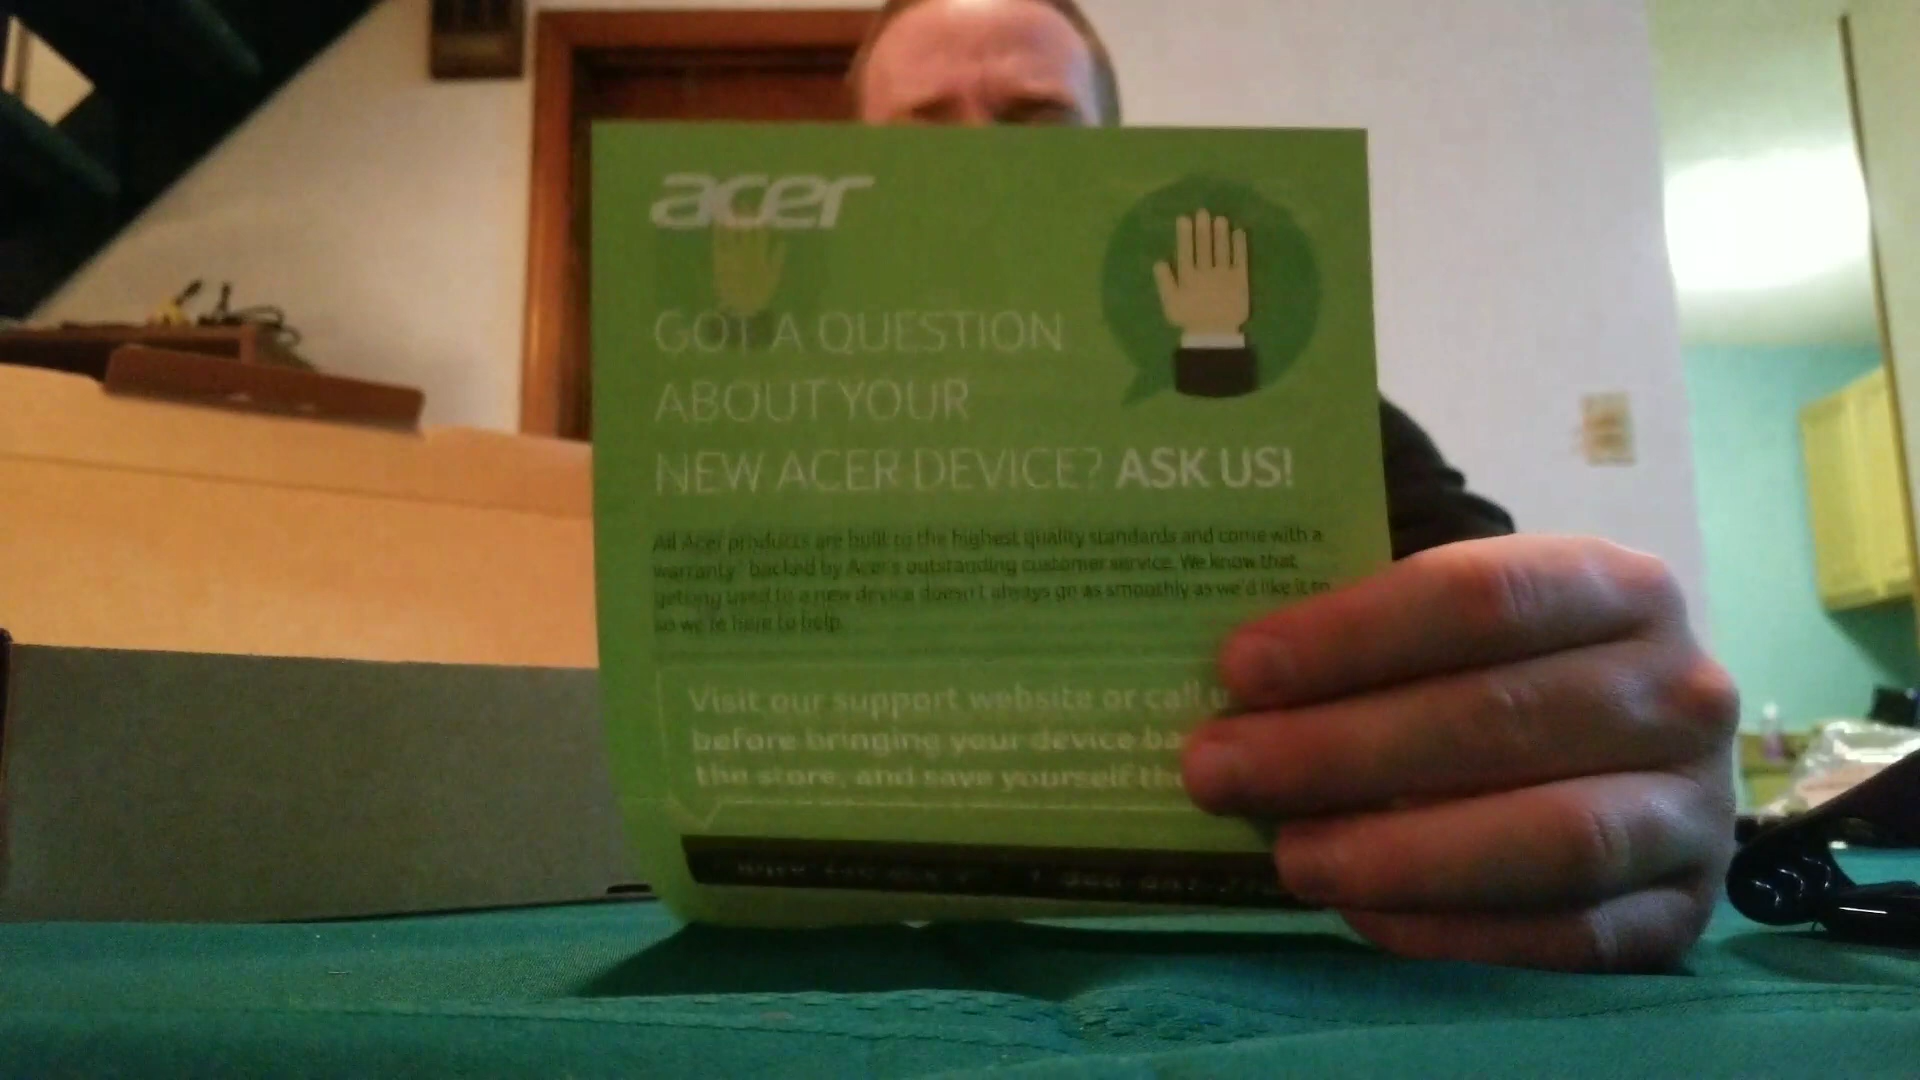 acer
GOT A QUESTION
ABOUT YOUR
NEW ACER DEVICE? ASK US!
All Acer products are built to the highest quality standards and come with a
warranty* backed by Acer's outstanding customer service. We know that
getting used to a new device doesn't always go as smoothly as we'd like it to
so we're here to help.
Visit our support website or call
before bringing your device
the store, and save yourself